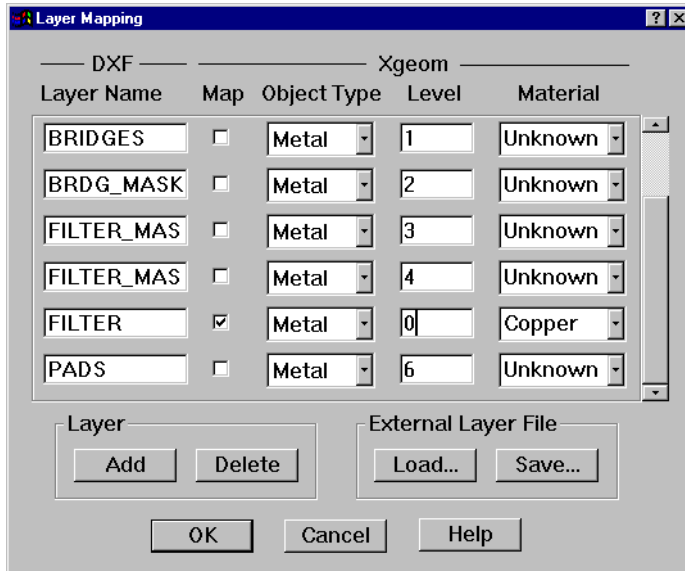 Layer Mapping
DXF Xgeom
Layer Name Map Object Type Level Material
BRIDGES Metal 1 Unknown
BRDG_MASK Metal 2 Unknown
FILTER_MAS Metal 3 Unknown
FILTER_MAS Metal 4 Unknown
FILTER Metal 0 Copper
PADS Metal 6 Unknown
Layer External Layer File
Add Delete Load... Save...
OK Cancel Help